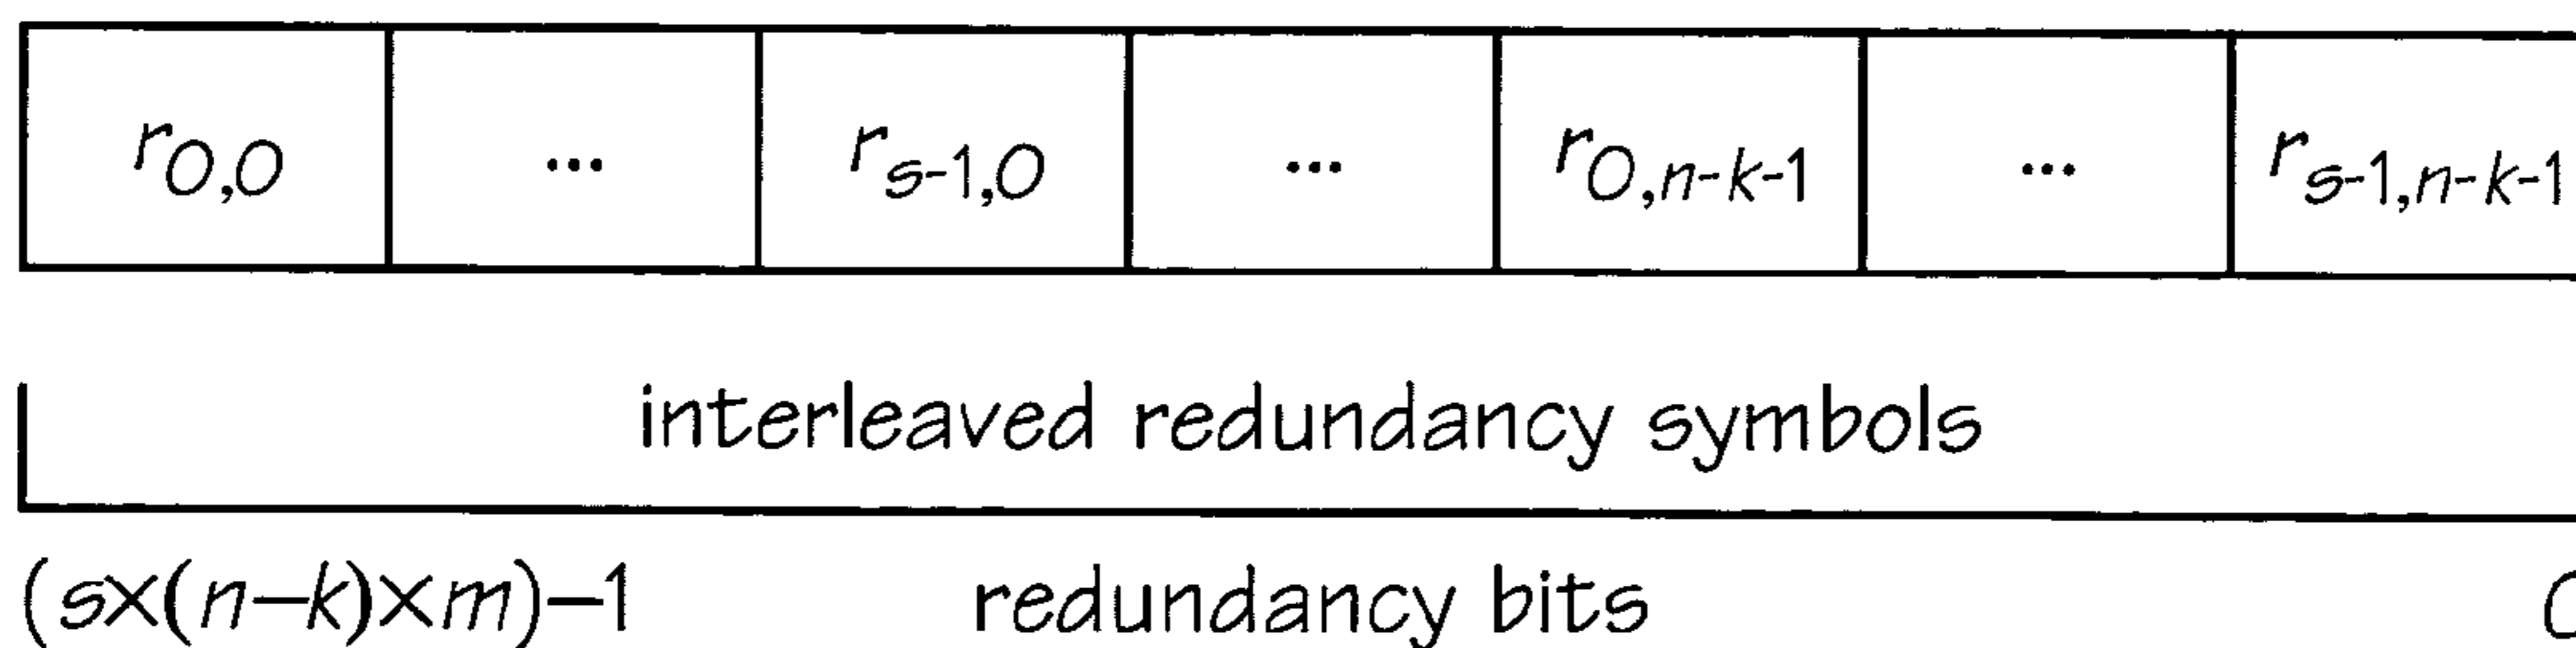 r0,0 ... rs-1,0 ... r0,n-k-1 ... rs-1,n-k-1
interleaved redundancy symbols
(s×(n−k)×m)−1 redundancy bits